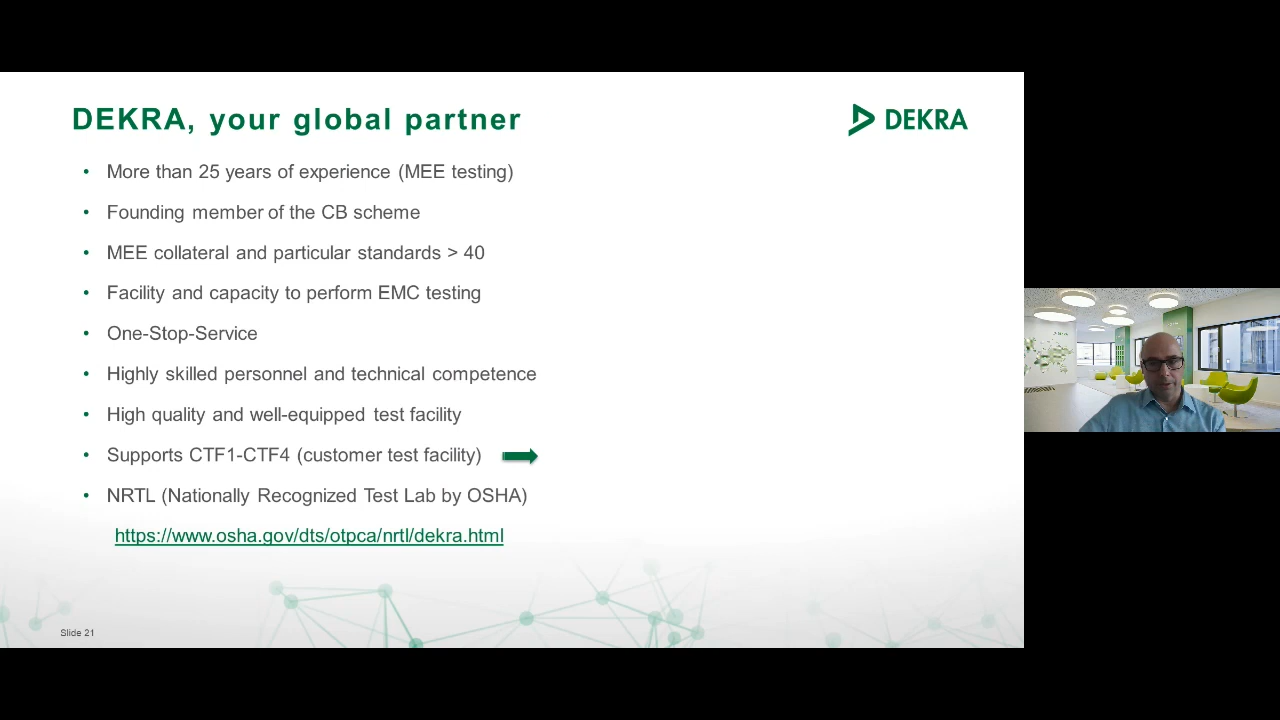 DEKRA, your global partner
DEKRA
• More than 25 years of experience (MEE testing)
• Founding member of the CB scheme
• MEE collateral and particular standards > 40
• Facility and capacity to perform EMC testing
• One-Stop-Service
• Highly skilled personnel and technical competence
• High quality and well-equipped test facility
• Supports CTF1-CTF4 (customer test facility)
• NRTL (Nationally Recognized Test Lab by OSHA)
https://www.osha.gov/dts/otpca/nrtl/dekra.html
Slide 21